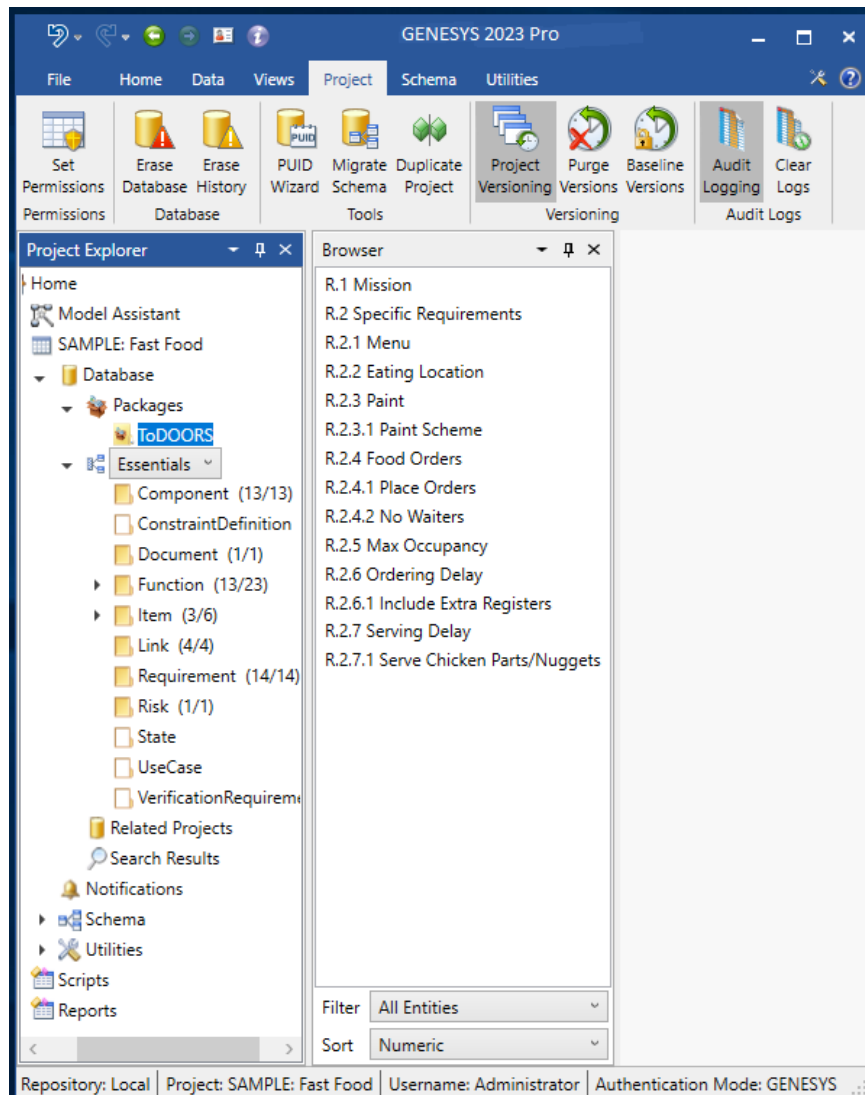 GENESYS 2023 Pro
File Home Data Views Project Schema Utilities
Set Permissions
Erase Database
Erase History
PUID
PUID Wizard
Migrate Schema
Duplicate Project
Project Versioning
Purge Versions
Baseline Versions
Audit Logging
Clear Logs
Permissions Database Tools Versioning Audit Logs
Project Explorer
Home
Model Assistant
SAMPLE: Fast Food
Database
Packages
ToDOORS
Essentials
Component (13/13)
ConstraintDefinition
Document (1/1)
Function (13/23)
Item (3/6)
Link (4/4)
Requirement (14/14)
Risk (1/1)
State
UseCase
VerificationRequireme
Related Projects
Search Results
Notifications
Schema
Utilities
Scripts
Reports
Browser
R.1 Mission
R.2 Specific Requirements
R.2.1 Menu
R.2.2 Eating Location
R.2.3 Paint
R.2.3.1 Paint Scheme
R.2.4 Food Orders
R.2.4.1 Place Orders
R.2.4.2 No Waiters
R.2.5 Max Occupancy
R.2.6 Ordering Delay
R.2.6.1 Include Extra Registers
R.2.7 Serving Delay
R.2.7.1 Serve Chicken Parts/Nuggets
Filter All Entities
Sort Numeric
Repository: Local Project: SAMPLE: Fast Food Username: Administrator Authentication Mode: GENESYS